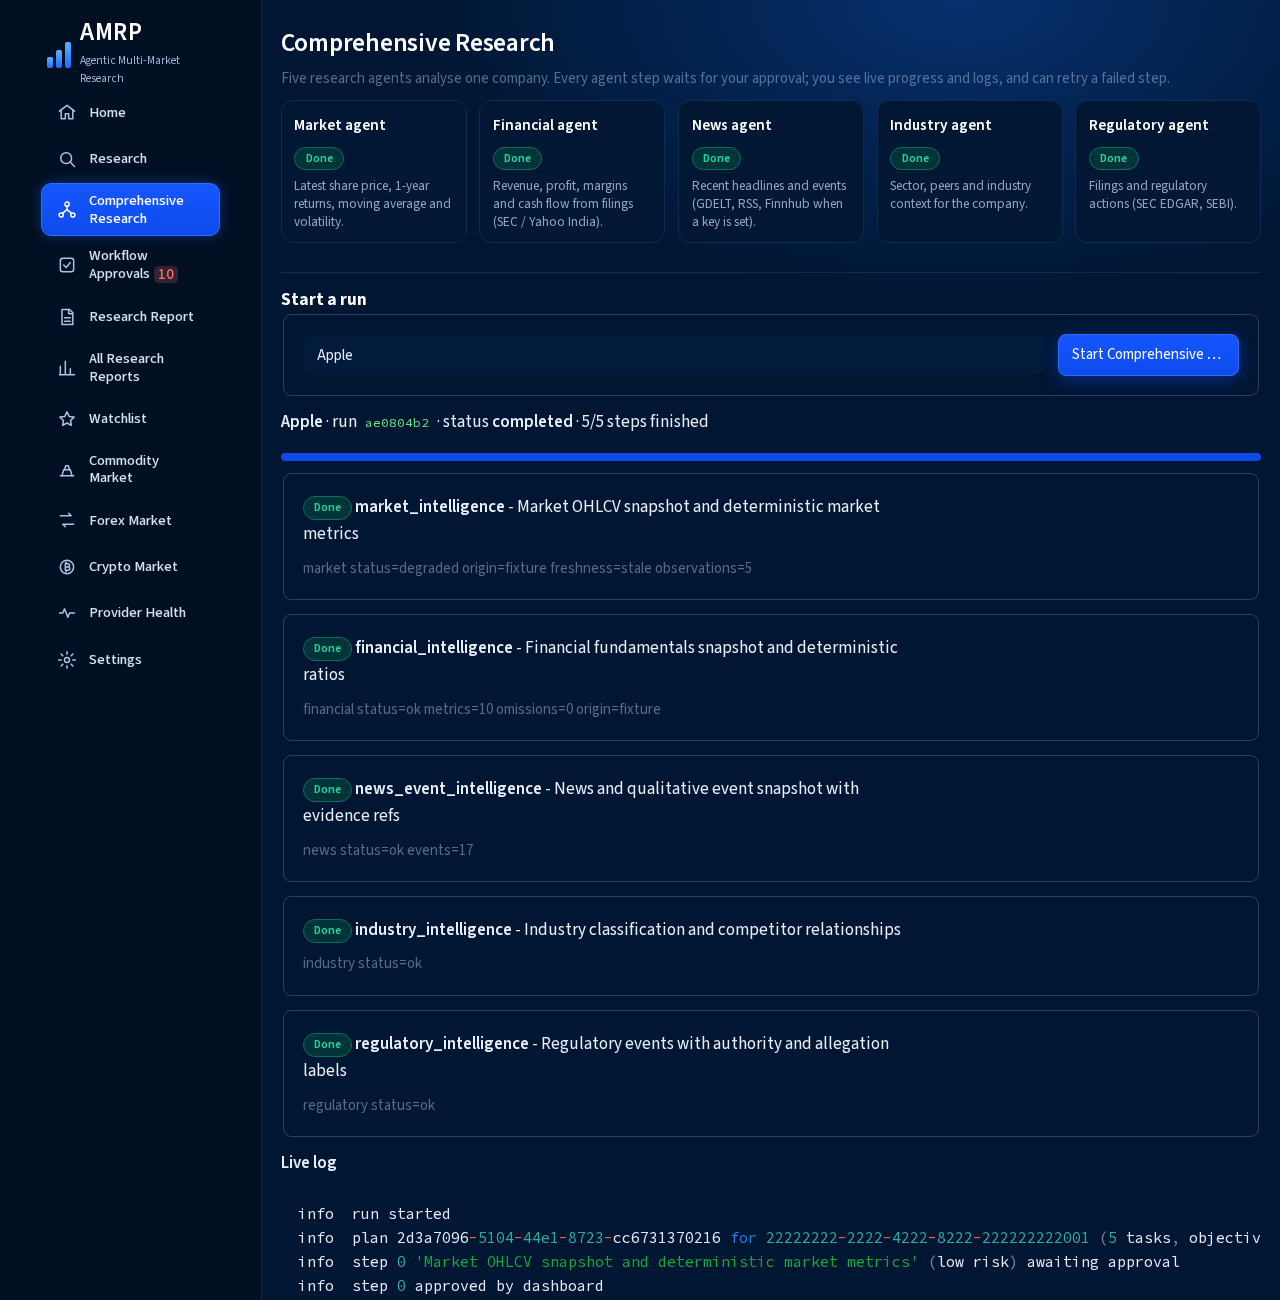 AMRP
Agentic Multi-Market
Research
Home
Research
Comprehensive
Research
Workflow
Approvals 10
Research Report
All Research
Reports
Watchlist
Commodity
Market
Forex Market
Crypto Market
Provider Health
Settings
Comprehensive Research
Five research agents analyse one company. Every agent step waits for your approval; you see live progress and logs, and can retry a failed step.
Market agent
Done
Latest share price, 1-year
returns, moving average and
volatility.
Financial agent
Done
Revenue, profit, margins
and cash flow from filings
(SEC / Yahoo India).
News agent
Done
Recent headlines and events
(GDELT, RSS, Finnhub when
a key is set).
Industry agent
Done
Sector, peers and industry
context for the company.
Regulatory agent
Done
Filings and regulatory
actions (SEC EDGAR, SEBI).
Start a run
Apple
Start Comprehensive ...
Apple · run ae0804b2 · status completed · 5/5 steps finished
Done market_intelligence - Market OHLCV snapshot and deterministic market
metrics
market status=degraded origin=fixture freshness=stale observations=5
Done financial_intelligence - Financial fundamentals snapshot and deterministic
ratios
financial status=ok metrics=10 omissions=0 origin=fixture
Done news_event_intelligence - News and qualitative event snapshot with
evidence refs
news status=ok events=17
Done industry_intelligence - Industry classification and competitor relationships
industry status=ok
Done regulatory_intelligence - Regulatory events with authority and allegation
labels
regulatory status=ok
Live log
info run started
info plan 2d3a7096-5104-44e1-8723-cc6731370216 for 22222222-2222-4222-8222-222222222001 (5 tasks, objectiv
info step 0 'Market OHLCV snapshot and deterministic market metrics' (low risk) awaiting approval
info step 0 approved by dashboard